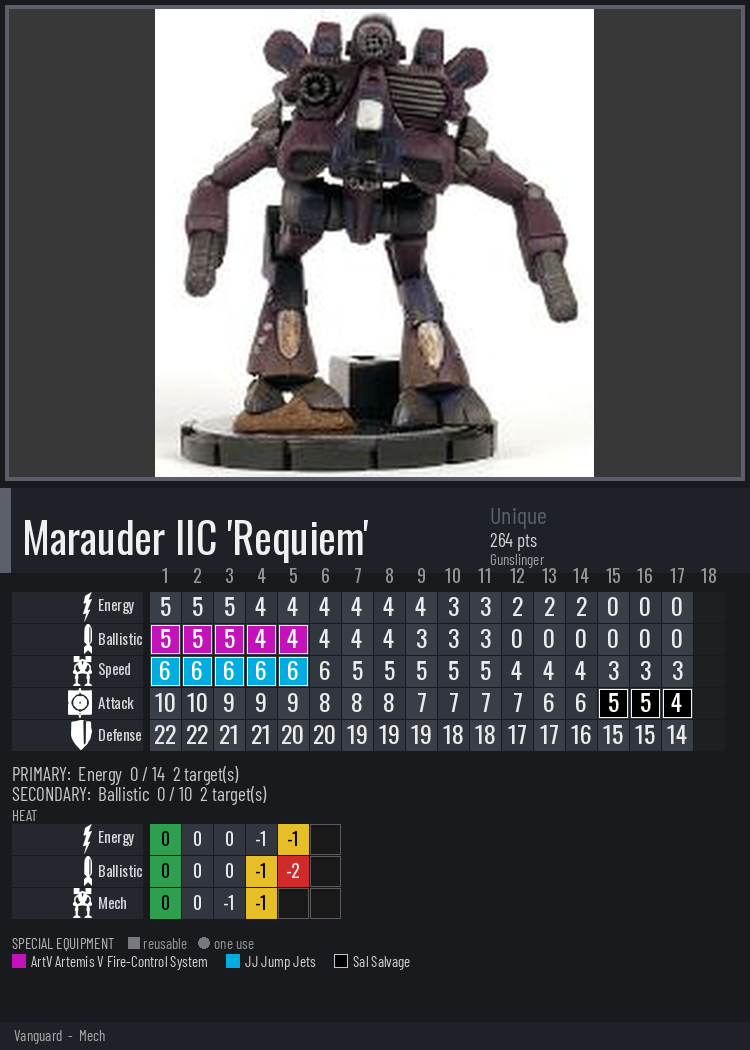 Marauder IIC 'Requiem'
Unique
264 pts
Gunslinger
1 2 3 4 5 6 7 8 9 10 11 12 13 14 15 16 17 18
Energy 5 5 5 4 4 4 4 4 4 3 3 2 2 2 0 0 0
Ballistic 5 5 5 4 4 4 4 4 3 3 3 0 0 0 0 0 0
Speed 6 6 6 6 6 6 5 5 5 5 5 4 4 4 3 3 3
Attack 10 10 9 9 9 8 8 8 7 7 7 7 6 6 5 5 4
Defense 22 22 21 21 20 20 19 19 19 18 18 17 17 16 15 15 14
PRIMARY: Energy 0 / 14 2 target(s)
SECONDARY: Ballistic 0 / 10 2 target(s)
HEAT
Energy 0 0 0 -1 -1
Ballistic 0 0 0 -1 -2
Mech 0 0 -1 -1
SPECIAL EQUIPMENT reusable one use
ArtV Artemis V Fire-Control System JJ Jump Jets Sal Salvage
Vanguard - Mech